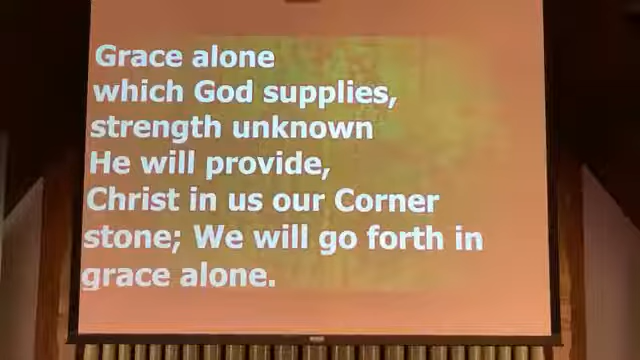 Grace alone
which God supplies,
strength unknown
He will provide,
Christ in us our Corner
stone; We will go forth in
grace alone.